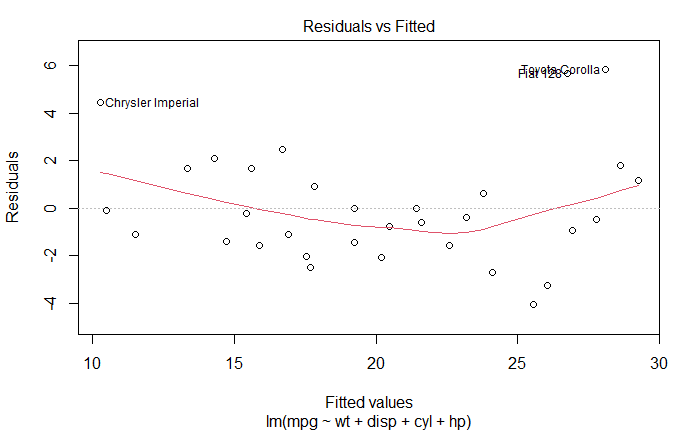 Residuals vs Fitted
Residuals
6
4
2
0
-2
-4
Toyota Corolla
Fiat 128
Chrysler Imperial
10
15
20
25
30
Fitted values
lm(mpg ~ wt + disp + cyl + hp)